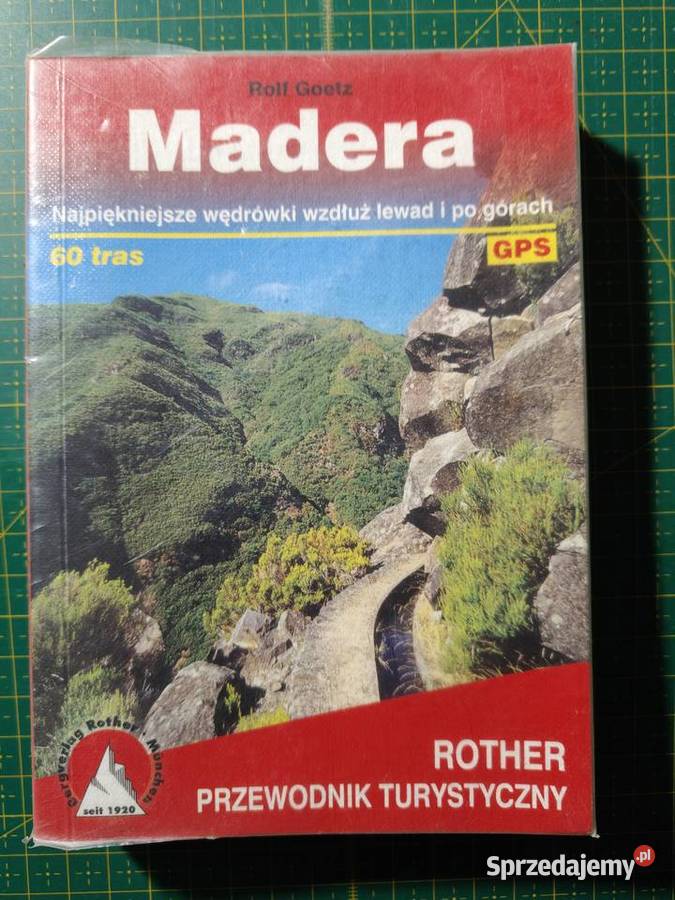 Rolf Goetz
Madera
Najpiękniejsze wędrówki wzdłuż lewad i po górach
60 tras
GPS
ROTHER
PRZEWODNIK TURYSTYCZNY
Bergverlag Rother · München
seit 1920
Sprzedajemy.pl